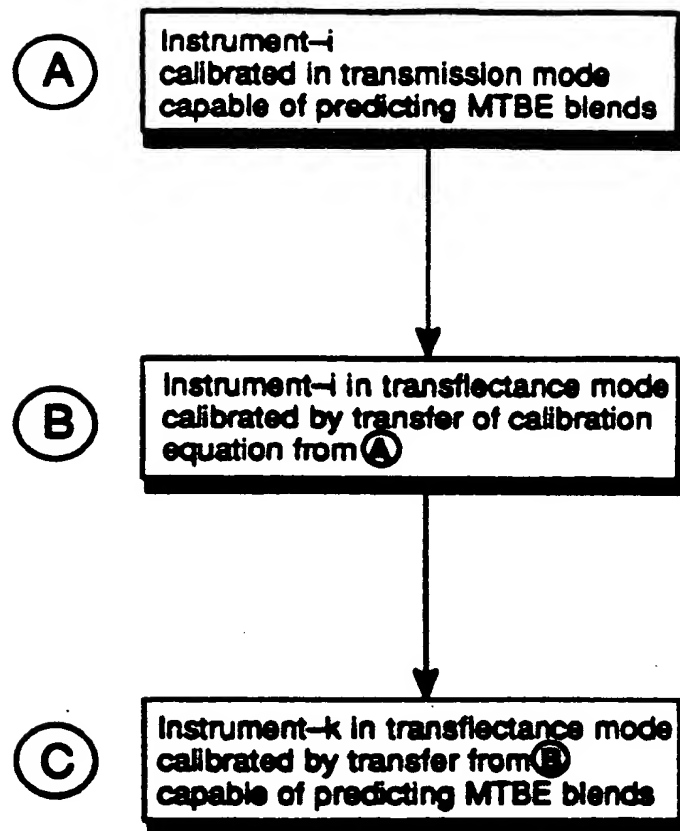 A
Instrument-i
calibrated in transmission mode
capable of predicting MTBE blends
B
Instrument-i in transflectance mode
calibrated by transfer of calibration
equation from A
C
Instrument-k in transflectance mode
calibrated by transfer from B
capable of predicting MTBE blends